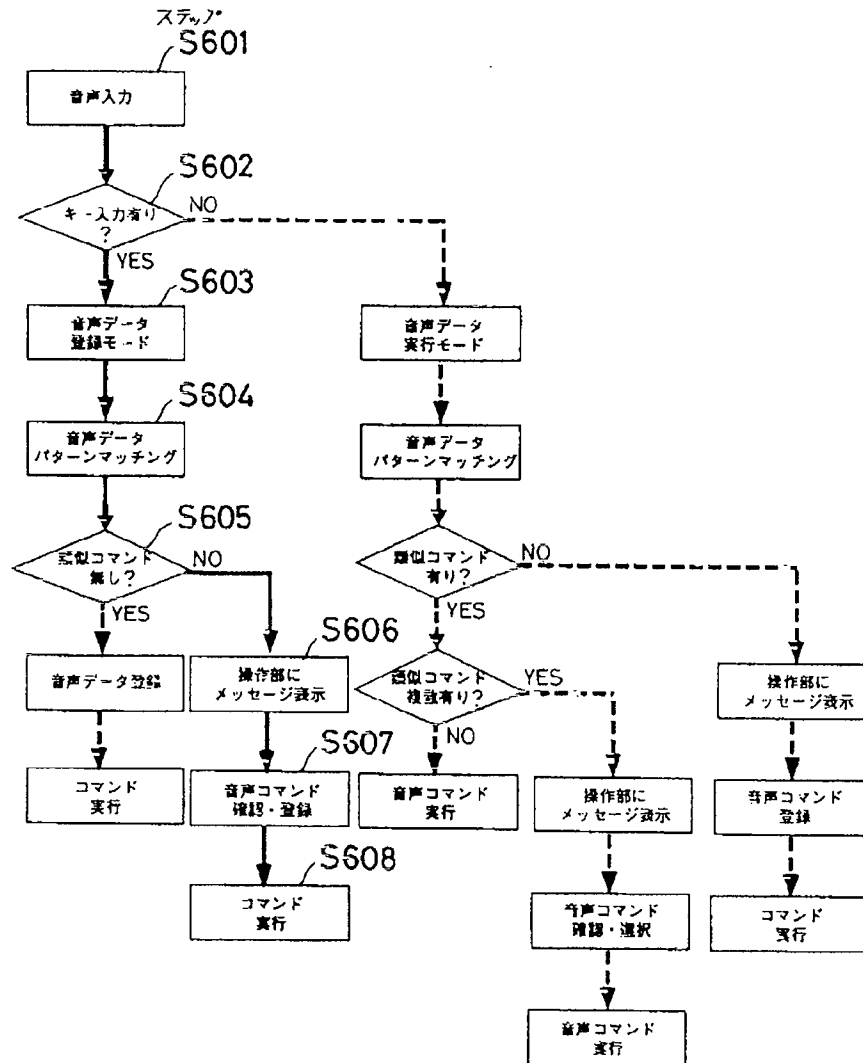 ステップ
S601
音声入力
S602
キー入力有り
?
NO
YES
S603
音声データ
登録モード
音声データ
実行モード
S604
音声データ
パターンマッチング
音声データ
パターンマッチング
S605
類似コマンド
無し?
NO
YES
類似コマンド
有り?
NO
YES
音声データ登録
S606
操作部に
メッセージ表示
類似コマンド
複数有り?
YES
NO
操作部に
メッセージ表示
コマンド
実行
S607
音声コマンド
確認・登録
音声コマンド
実行
操作部に
メッセージ表示
音声コマンド
登録
S608
コマンド
実行
音声コマンド
確認・選択
コマンド
実行
音声コマンド
実行